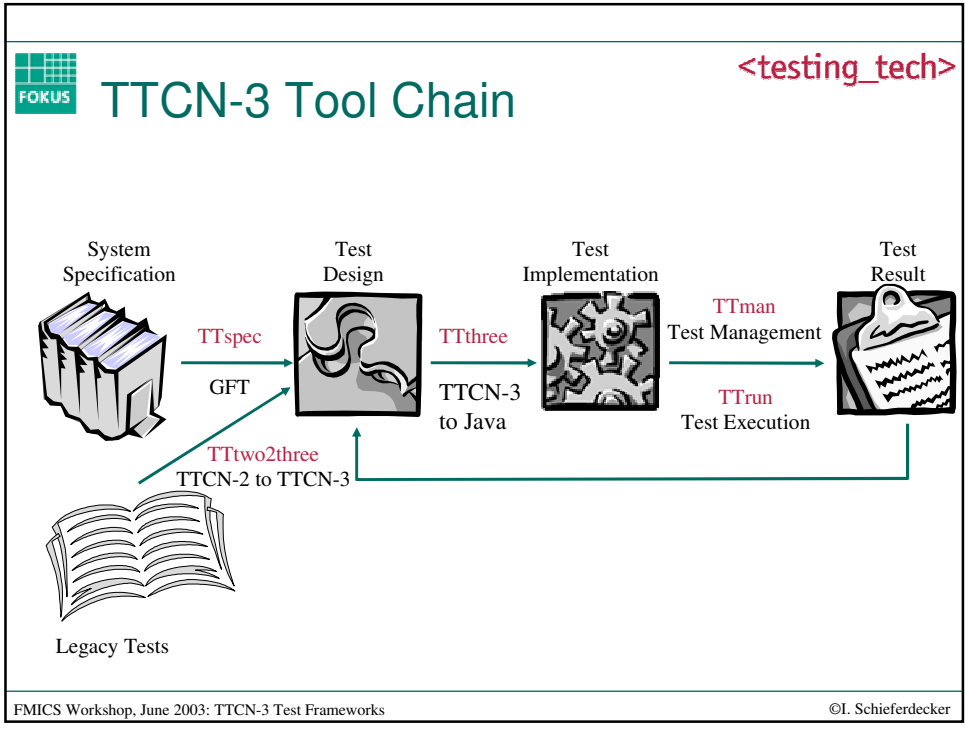 FOKUS
<testing_tech>
TTCN-3 Tool Chain
System
Specification
Test
Design
Test
Implementation
Test
Result
TTspec
GFT
TTthree
TTCN-3
to Java
TTman
Test Management
TTrun
Test Execution
TTtwo2three
TTCN-2 to TTCN-3
Legacy Tests
FMICS Workshop, June 2003: TTCN-3 Test Frameworks
©I. Schieferdecker